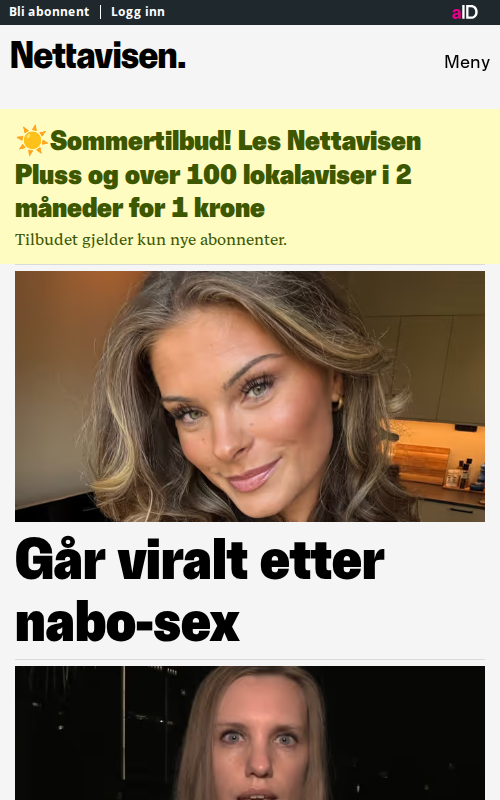 Bli abonnent | Logg inn
aID
Nettavisen.
Meny
☀️Sommertilbud! Les Nettavisen
Pluss og over 100 lokalaviser i 2
måneder for 1 krone
Tilbudet gjelder kun nye abonnenter.
Går viralt etter
nabo-sex